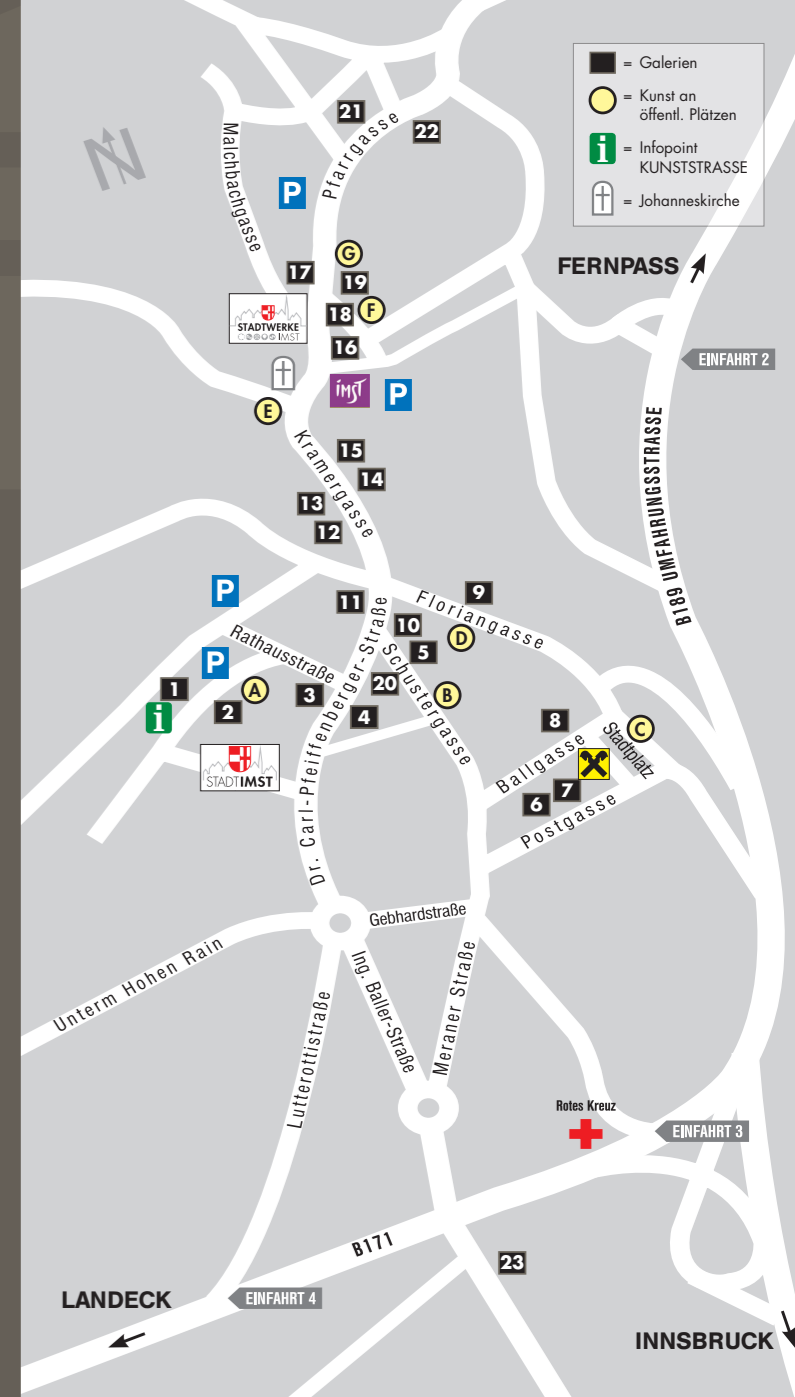 = Galerien
= Kunst an
öffentl. Plätzen
i = Infopoint
KUNSTSTRASSE
= Johanneskirche
N
21
22
Pfarrgasse
Malchbachgasse
P
G
17
19
FERNPASS
18
F
STADTWERKE
IMST
16
EINFAHRT 2
imst
P
E
Kramergasse
15
14
13
12
B189 UMFAHRUNGSSTRASSE
P
11
9
Floriangasse
10
D
5
Rathausstraße
P
1
A
3
20
B
i
2
4
Schustergasse
8
C
Stadtplatz
STADTIMST
Dr. Carl-Pfeiffenberger-Straße
Ballgasse
7
6
Postgasse
Gebhardstraße
Unterm Hohen Rain
Ing. Baller-Straße
Meraner Straße
Lutterottistraße
Rotes Kreuz
EINFAHRT 3
B171
23
LANDECK
EINFAHRT 4
INNSBRUCK